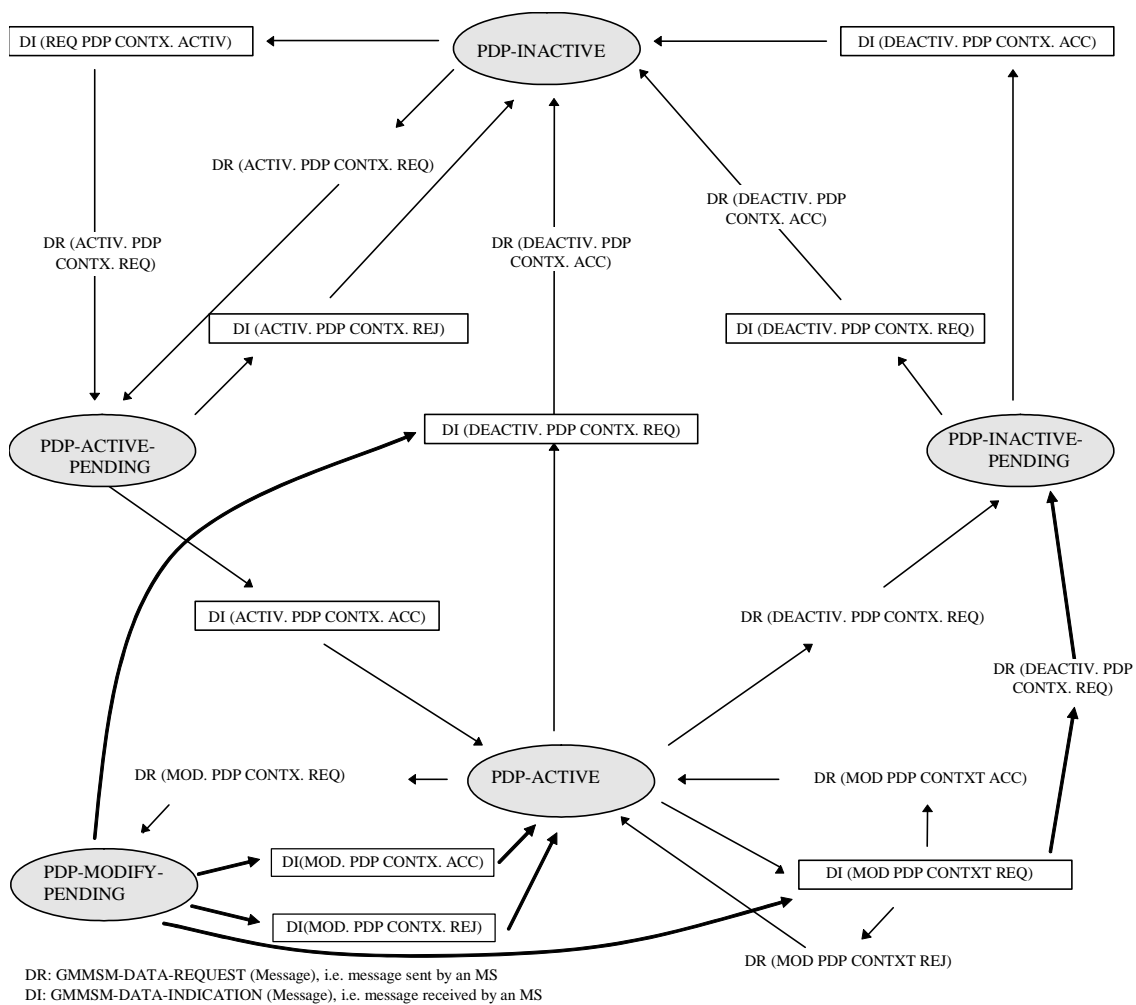 DI (REQ PDP CONTX. ACTIV)
PDP-INACTIVE
DI (DEACTIV. PDP CONTX. ACC)
DR (ACTIV. PDP CONTX. REQ)
DR (DEACTIV. PDP
CONTX. ACC)
DR (ACTIV. PDP
CONTX. REQ)
DR (DEACTIV. PDP
CONTX. ACC)
DI (ACTIV. PDP CONTX. REJ)
DI (DEACTIV. PDP CONTX. REQ)
DI (DEACTIV. PDP CONTX. REQ)
PDP-ACTIVE-
PENDING
PDP-INACTIVE-
PENDING
DI (ACTIV. PDP CONTX. ACC)
DR (DEACTIV. PDP CONTX. REQ)
DR (DEACTIV. PDP
CONTX. REQ)
DR (MOD. PDP CONTX. REQ)
PDP-ACTIVE
DR (MOD PDP CONTXT ACC)
PDP-MODIFY-
PENDING
DI(MOD. PDP CONTX. ACC)
DI (MOD PDP CONTXT REQ)
DI(MOD. PDP CONTX. REJ)
DR (MOD PDP CONTXT REJ)
DR: GMMSM-DATA-REQUEST (Message), i.e. message sent by an MS
DI: GMMSM-DATA-INDICATION (Message), i.e. message received by an MS